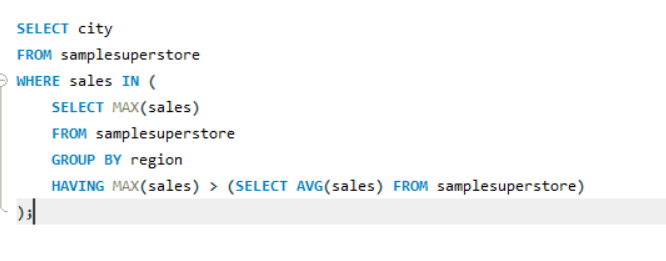 SELECT city
FROM samplesuperstore
WHERE sales IN (
SELECT MAX(sales)
FROM samplesuperstore
GROUP BY region
HAVING MAX(sales) > (SELECT AVG(sales) FROM samplesuperstore)
);